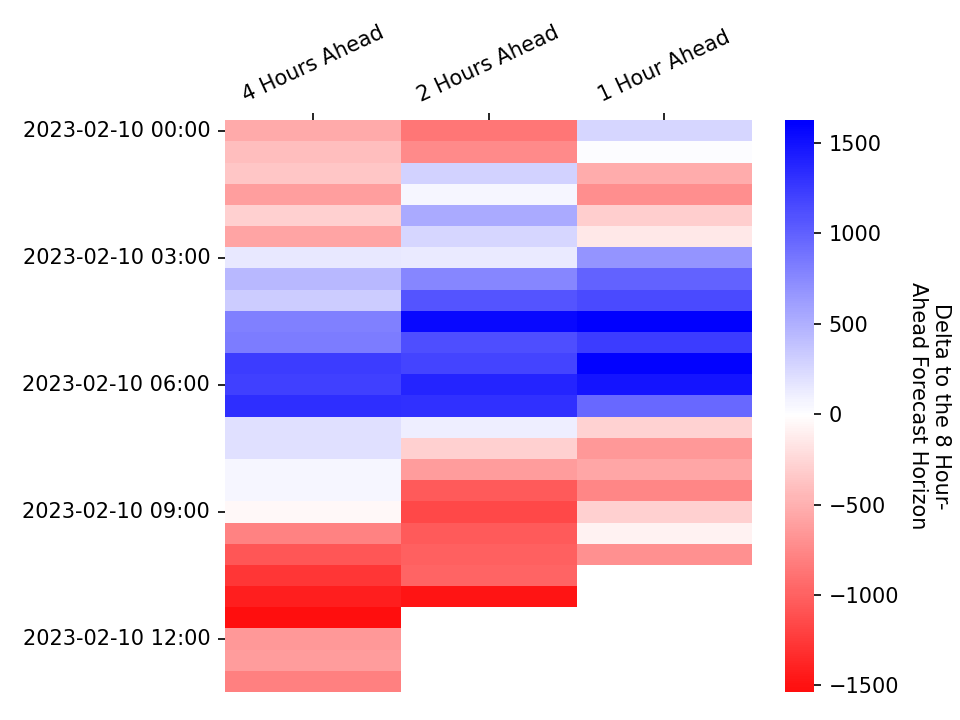 4 Hours Ahead
2 Hours Ahead
1 Hour Ahead
2023-02-10 00:00
2023-02-10 03:00
2023-02-10 06:00
2023-02-10 09:00
2023-02-10 12:00
1500
1000
500
0
−500
−1000
−1500
Delta to the 8 Hour-
Ahead Forecast Horizon